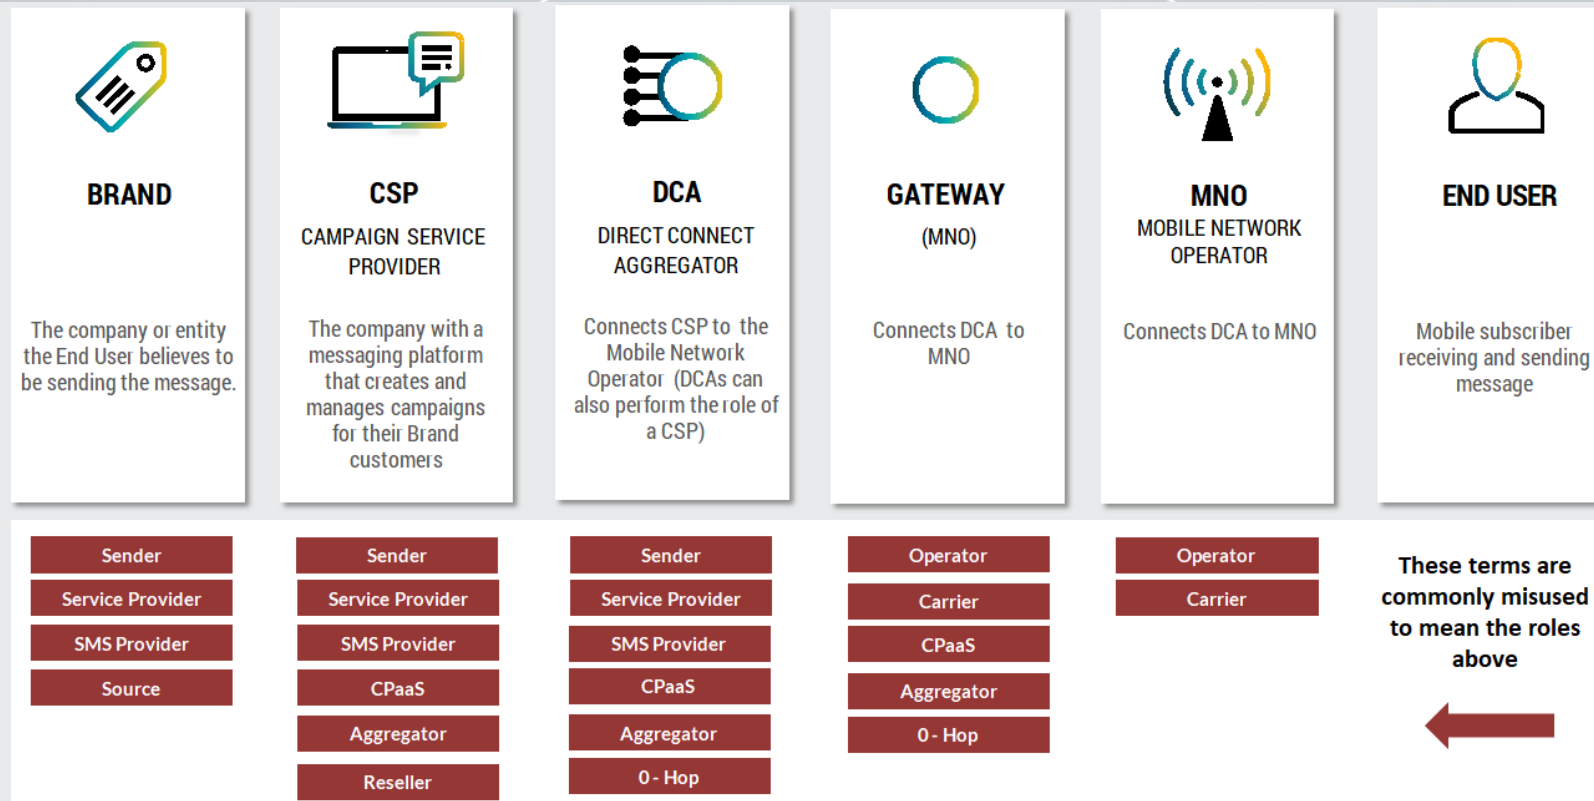 BRAND
The company or entity
the End User believes to
be sending the message.
CSP
CAMPAIGN SERVICE
PROVIDER
The company with a
messaging platform
that creates and
manages campaigns
for their Brand
customers
DCA
DIRECT CONNECT
AGGREGATOR
Connects CSP to the
Mobile Network
Operator (DCAs can
also perform the role of
a CSP)
GATEWAY
(MNO)
Connects DCA to
MNO
MNO
MOBILE NETWORK
OPERATOR
Connects DCA to MNO
END USER
Mobile subscriber
receiving and sending
message
Sender
Service Provider
SMS Provider
Source
Sender
Service Provider
SMS Provider
CPaaS
Aggregator
Reseller
Sender
Service Provider
SMS Provider
CPaaS
Aggregator
0 - Hop
Operator
Carrier
CPaaS
Aggregator
0 - Hop
Operator
Carrier
These terms are
commonly misused
to mean the roles
above